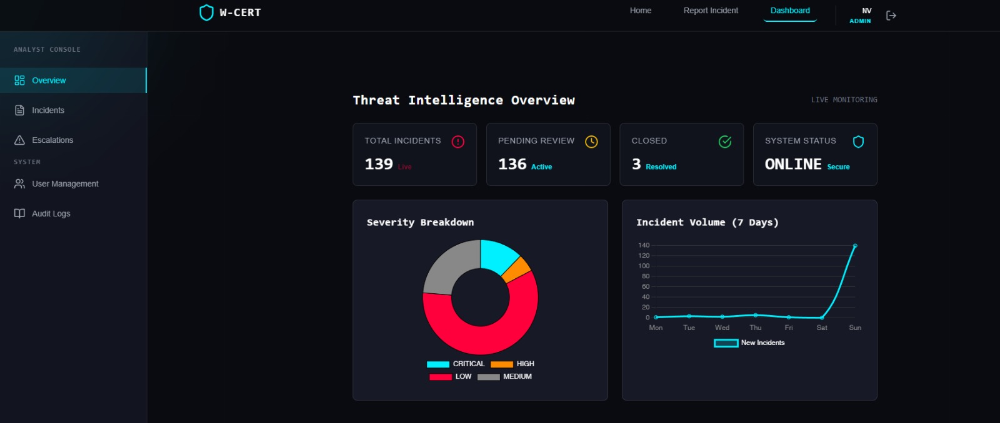 W-CERT
Home Report Incident Dashboard NV
ADMIN
ANALYST CONSOLE
Overview
Incidents
Escalations
SYSTEM
User Management
Audit Logs
Threat Intelligence Overview LIVE MONITORING
TOTAL INCIDENTS
139 Live
PENDING REVIEW
136 Active
CLOSED
3 Resolved
SYSTEM STATUS
ONLINE Secure
Severity Breakdown
CRITICAL HIGH
LOW MEDIUM
Incident Volume (7 Days)
140
120
100
80
60
40
20
0
Mon Tue Wed Thu Fri Sat Sun
New Incidents